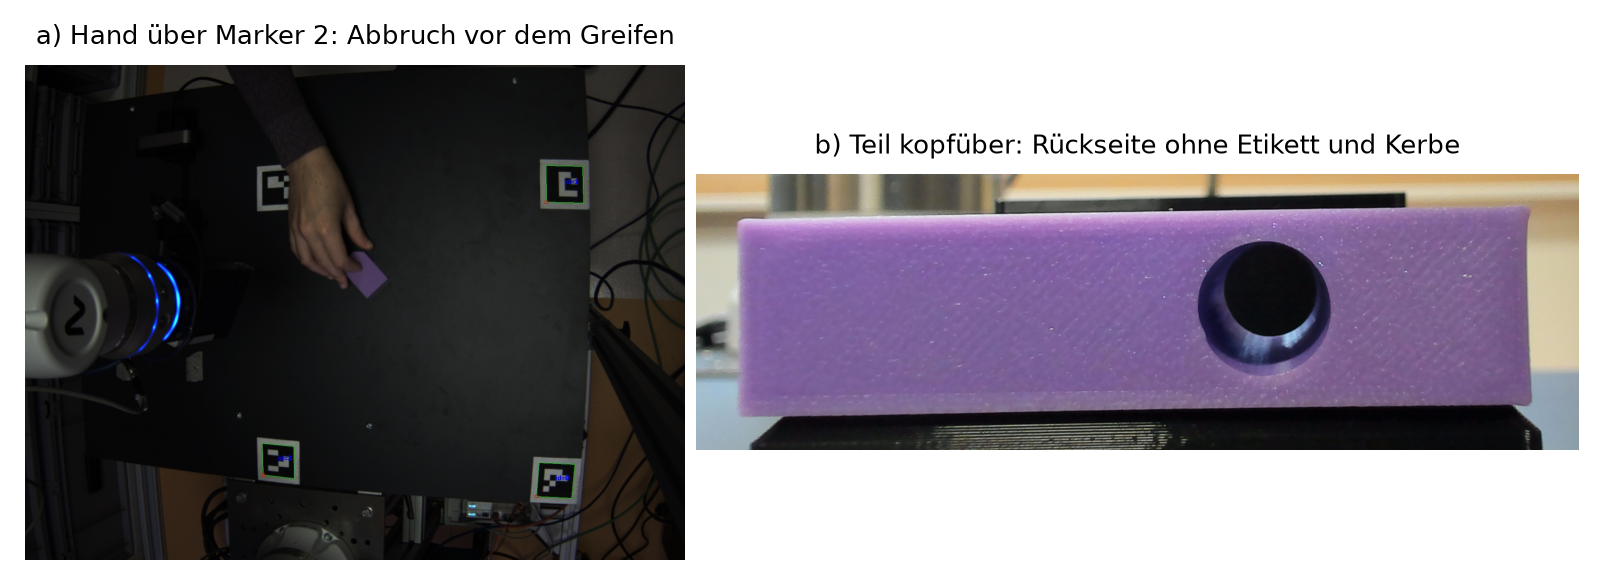 a) Hand über Marker 2: Abbruch vor dem Greifen
b) Teil kopfüber: Rückseite ohne Etikett und Kerbe